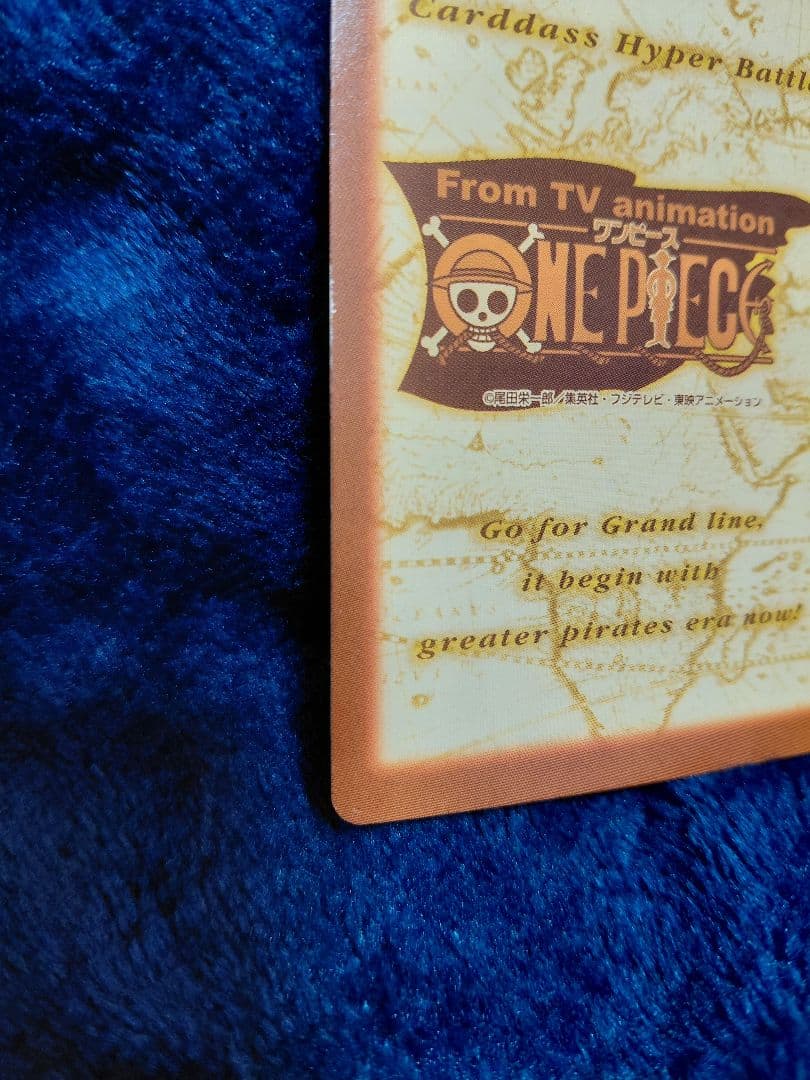 Carddass Hyper Battle
From TV animation
ワンピース
ONE PIECE
©尾田栄一郎／集英社・フジテレビ・東映アニメーション
Go for Grand line,
it begin with
greater pirates era now!